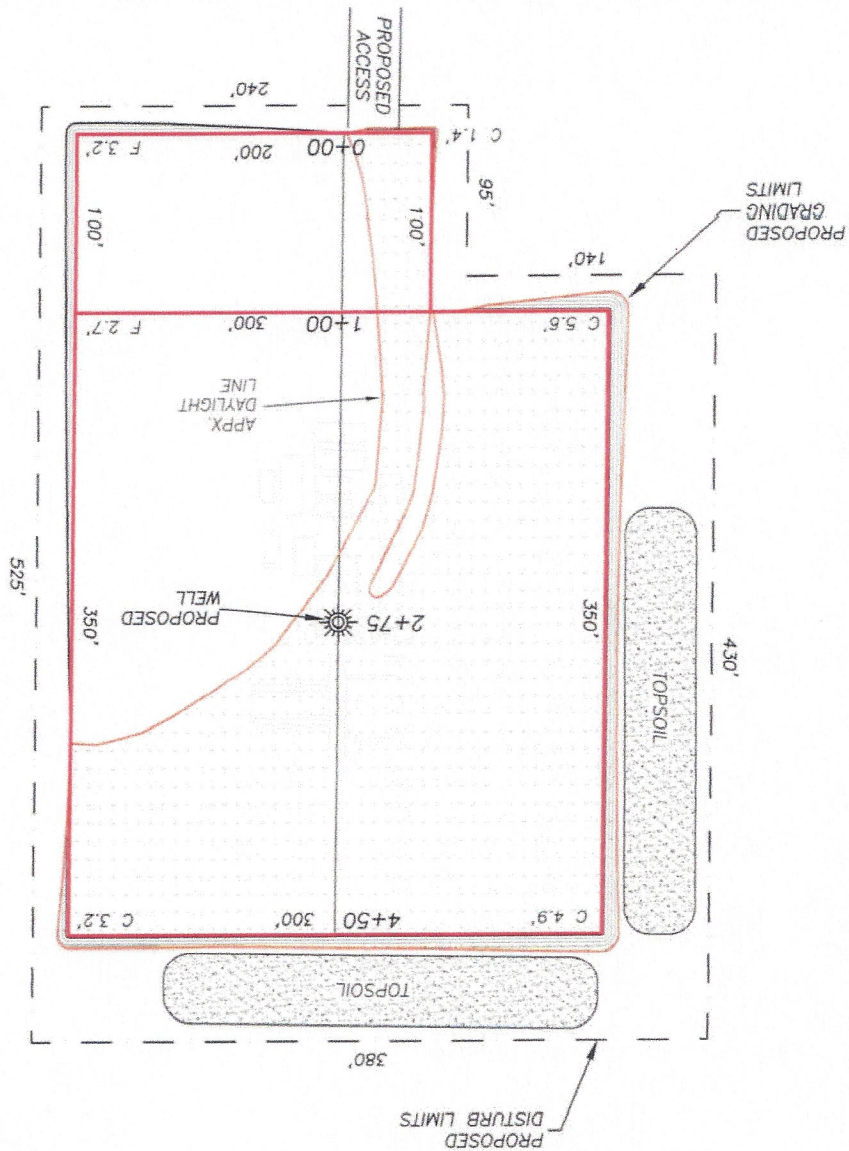 PROPOSED
DISTURB LIMITS
380'
TOPSOIL
C 3.2'
300'
4+50
C 4.9'
TOPSOIL
430'
350'
350'
525'
PROPOSED
WELL
2+75
APPX.
DAYLIGHT
LINE
F 2.7'
300'
1+00
C 5.6'
140'
PROPOSED
GRADING
LIMITS
100'
100'
95'
F 3.2'
200'
0+00
C 1.4'
240'
PROPOSED
ACCESS